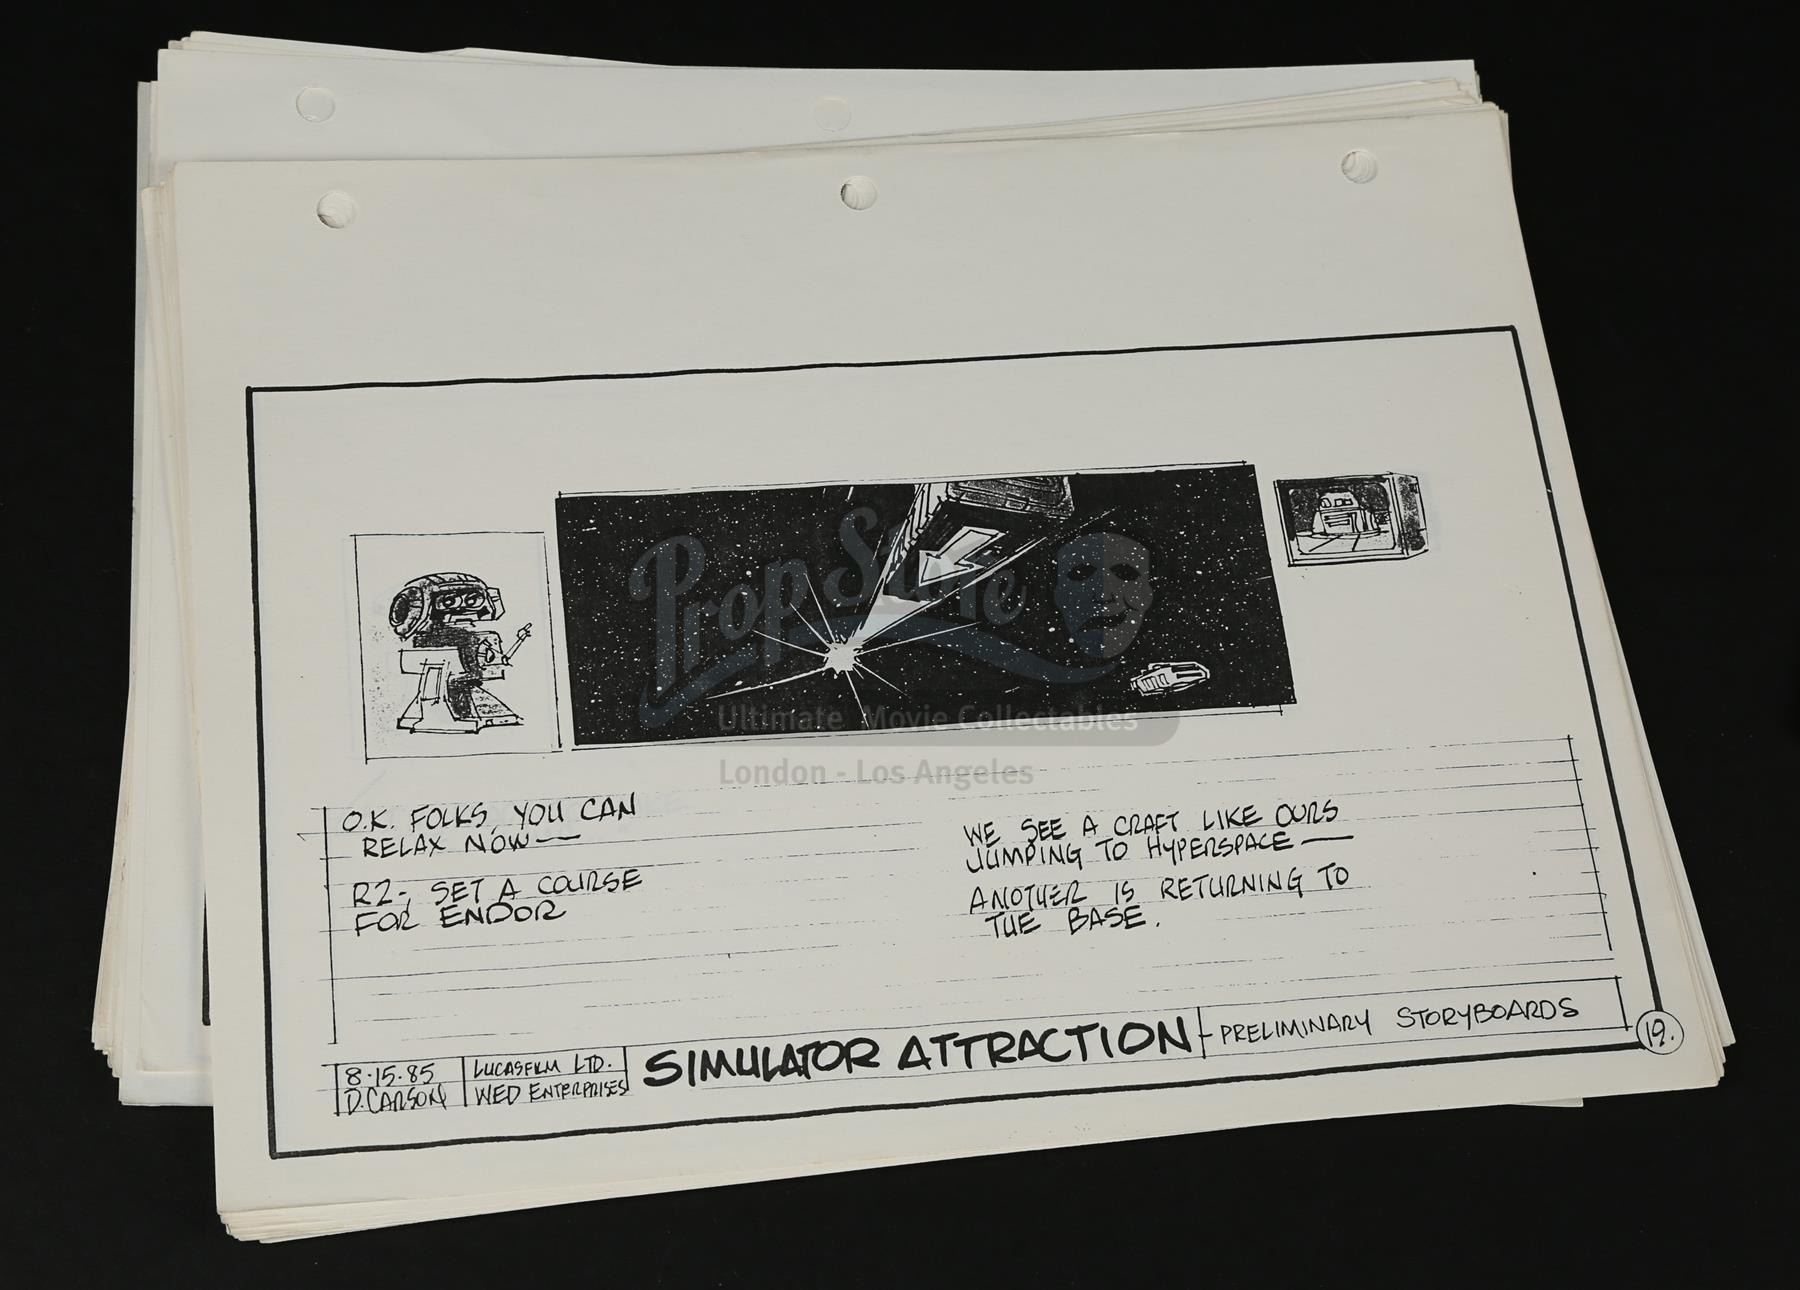 PropStore
Ultimate Movie Collectables
London - Los Angeles
O.K. FOLKS, YOU CAN
RELAX NOW—
R2-, SET A COURSE
FOR ENDOR
WE SEE A CRAFT LIKE OURS
JUMPING TO HYPERSPACE—
ANOTHER IS RETURNING TO
THE BASE.
8·15·85
D. CARSON
LUCASFILM LTD.
WED ENTERPRISES
SIMULATOR ATTRACTION
PRELIMINARY STORYBOARDS
19.